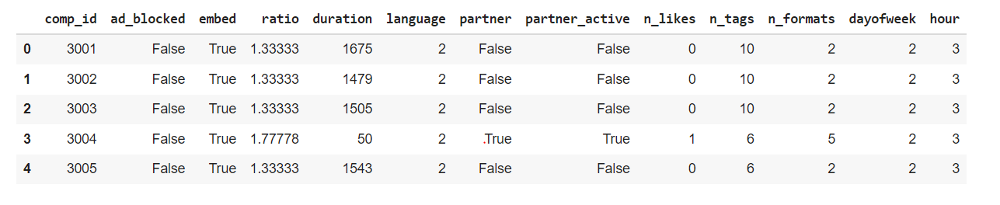 comp_id ad_blocked embed ratio duration language partner partner_active n_likes n_tags n_formats dayofweek hour
0 3001 False True 1.33333 1675 2 False False 0 10 2 2 3
1 3002 False True 1.33333 1479 2 False False 0 10 2 2 3
2 3003 False True 1.33333 1505 2 False False 0 10 2 2 3
3 3004 False True 1.77778 50 2 .True True 1 6 5 2 3
4 3005 False True 1.33333 1543 2 False False 0 6 2 2 3